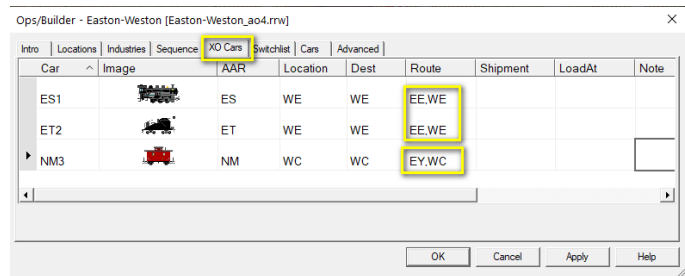 Ops/Builder - Easton-Weston [Easton-Weston_ao4.rrw]
Intro Locations Industries Sequence XO Cars Switchlist Cars Advanced
Car Image AAR Location Dest Route Shipment LoadAt Note
ES1 ES WE WE EE,WE
ET2 ET WE WE EE,WE
NM3 NM WC WC EY,WC
OK Cancel Apply Help